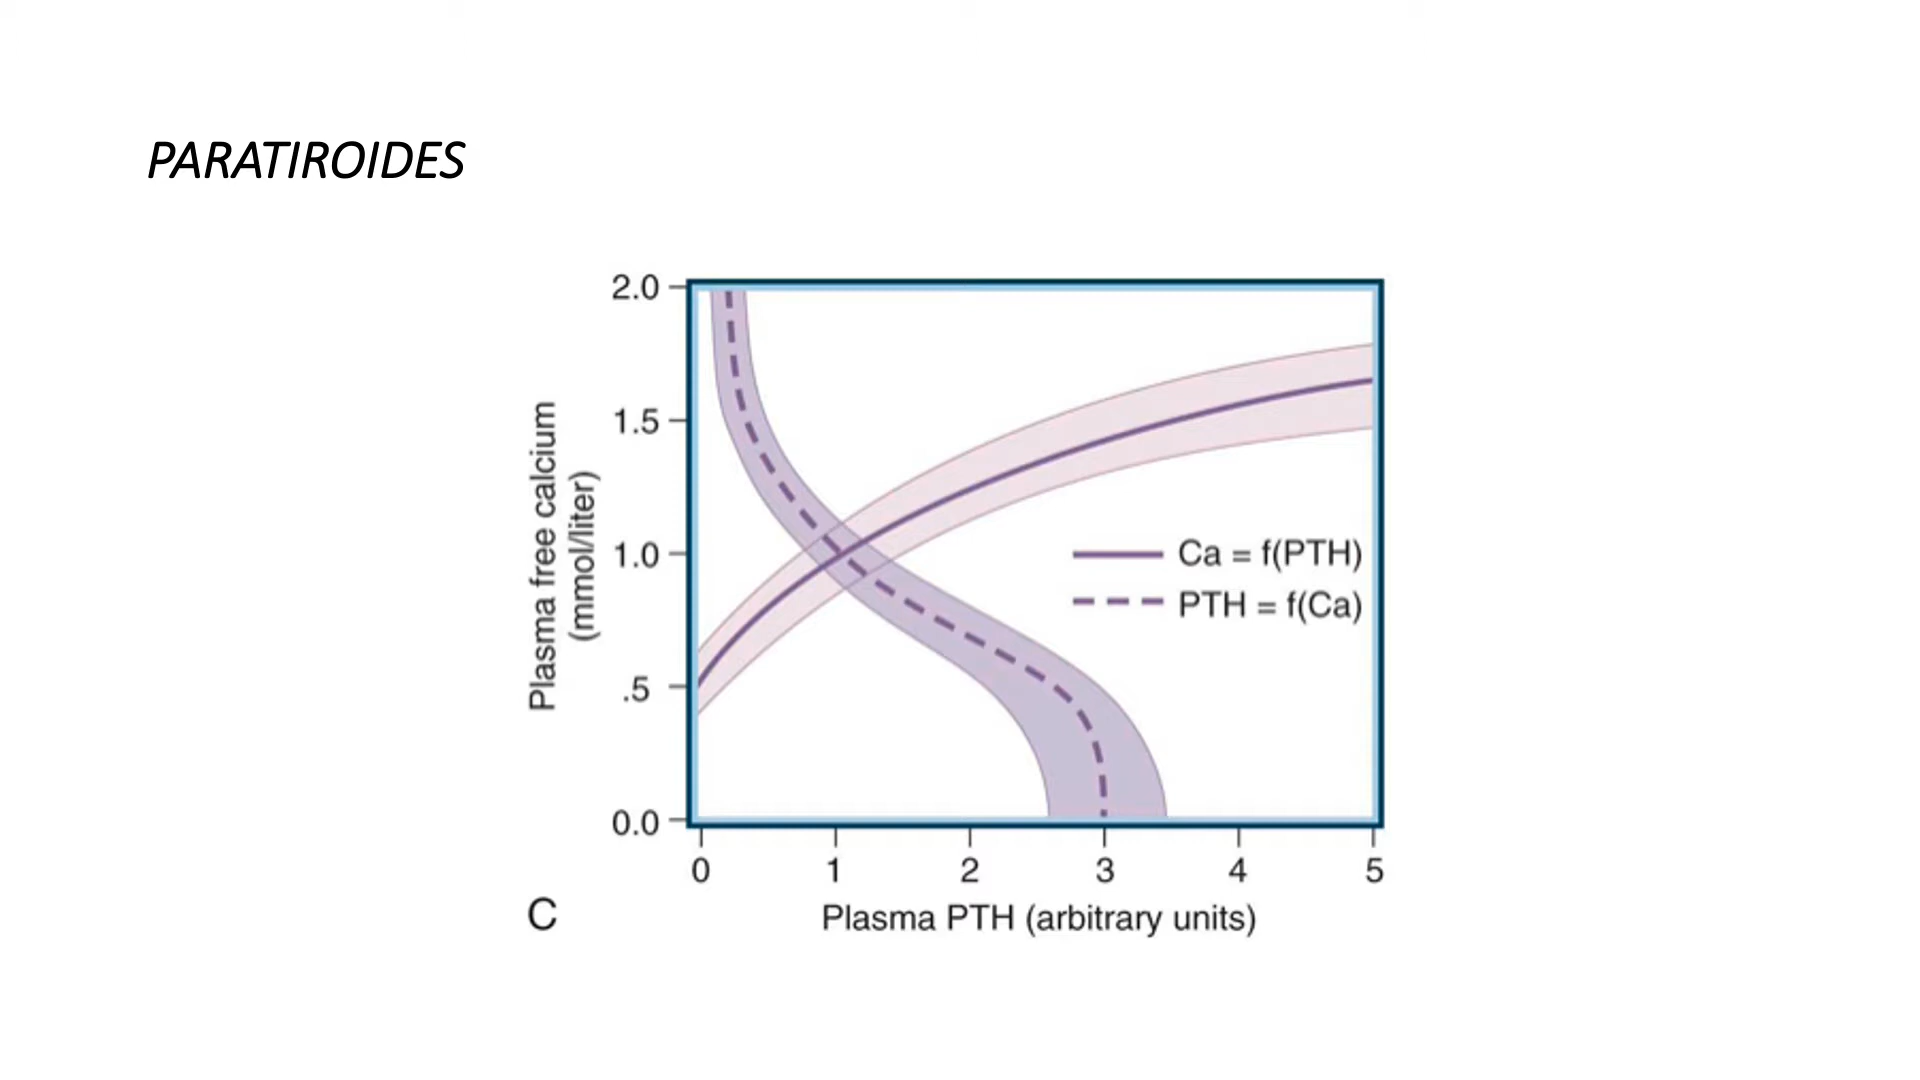 PARATIROIDES
2.0
1.5
1.0
.5
0.0
Plasma free calcium
(mmol/liter)
Ca = f(PTH)
PTH = f(Ca)
0 1 2 3 4 5
C
Plasma PTH (arbitrary units)